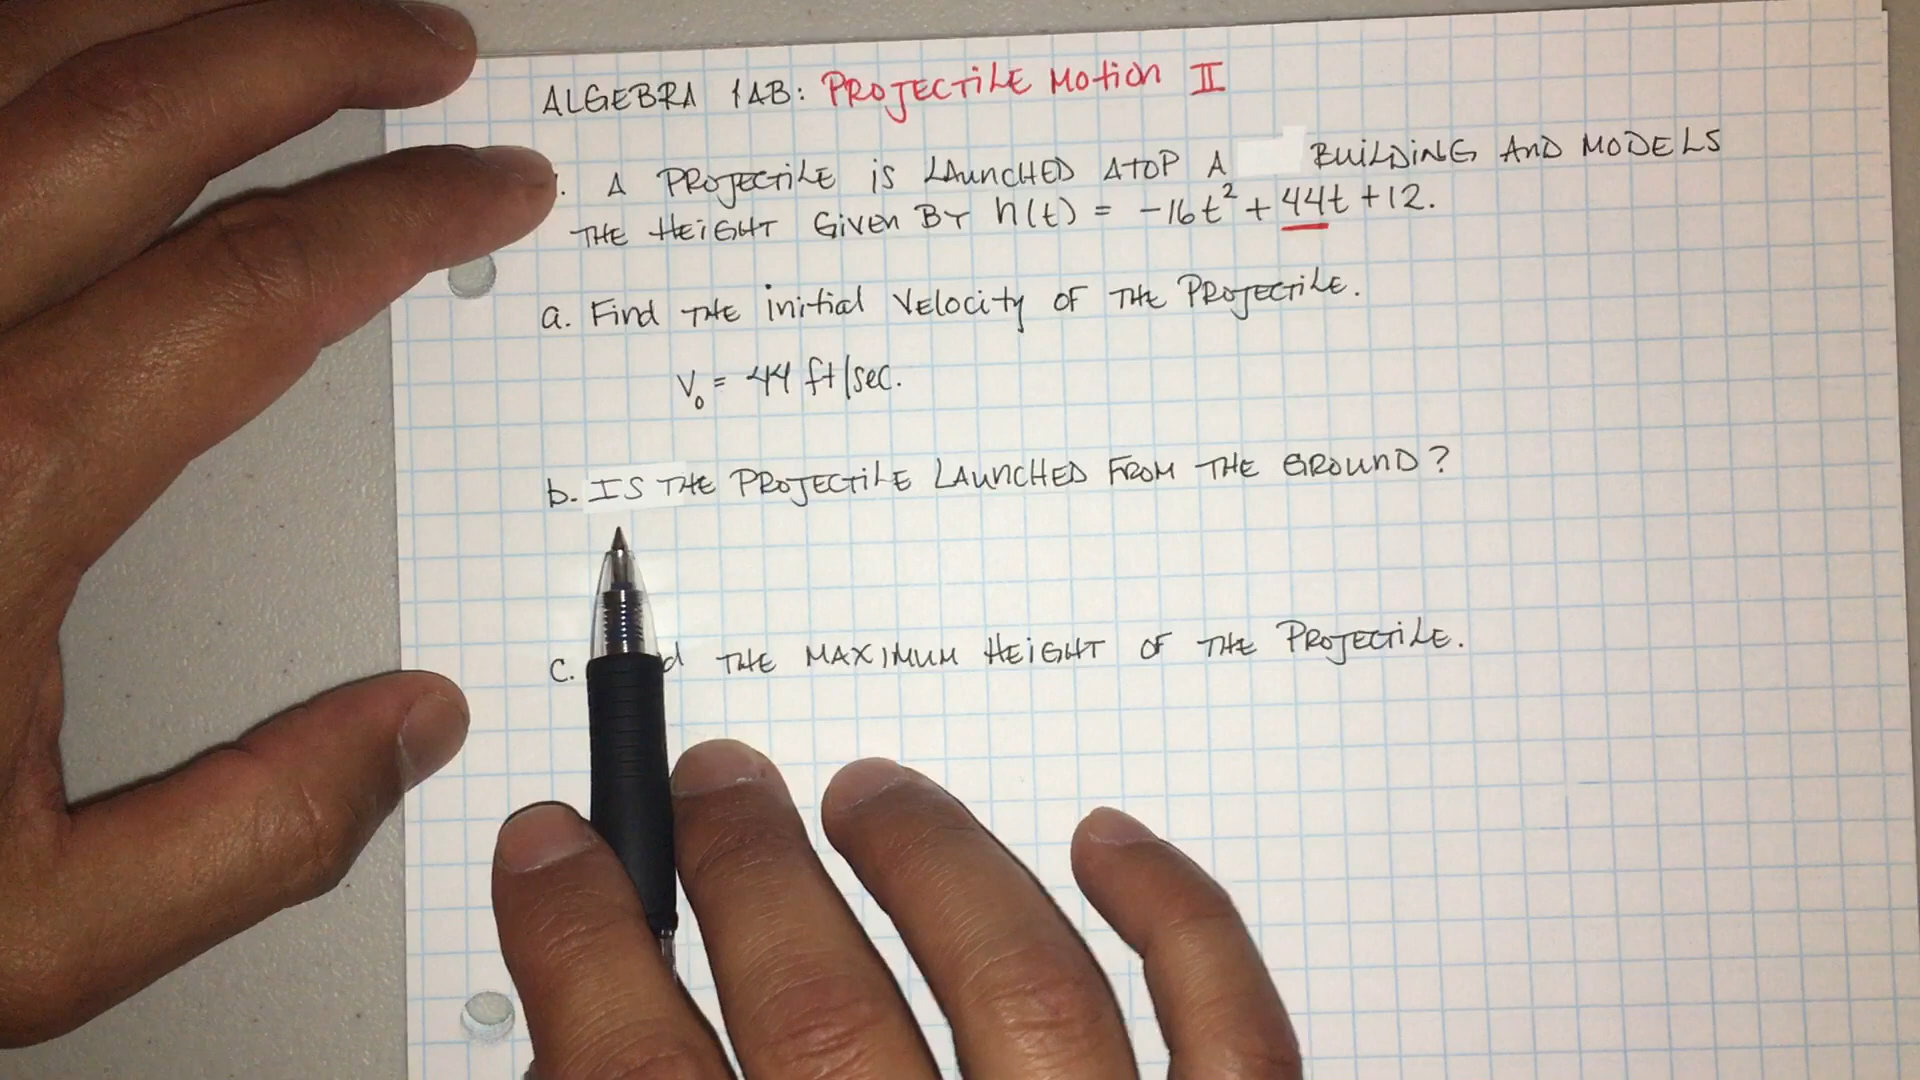 ALGEBRA 1AB: PROJECTILE MOTION II
. A PROJECTILE IS LAUNCHED ATOP A BUILDING AND MODELS
THE HEIGHT GIVEN BY h(t) = -16t² + 44t + 12.
a. Find THE initial Velocity OF THE PROJECTILE.
V₀ = 44 ft/sec.
b. IS THE PROJECTILE LAUNCHED FROM THE GROUND?
c. THE MAXIMUM HEIGHT OF THE PROJECTILE.